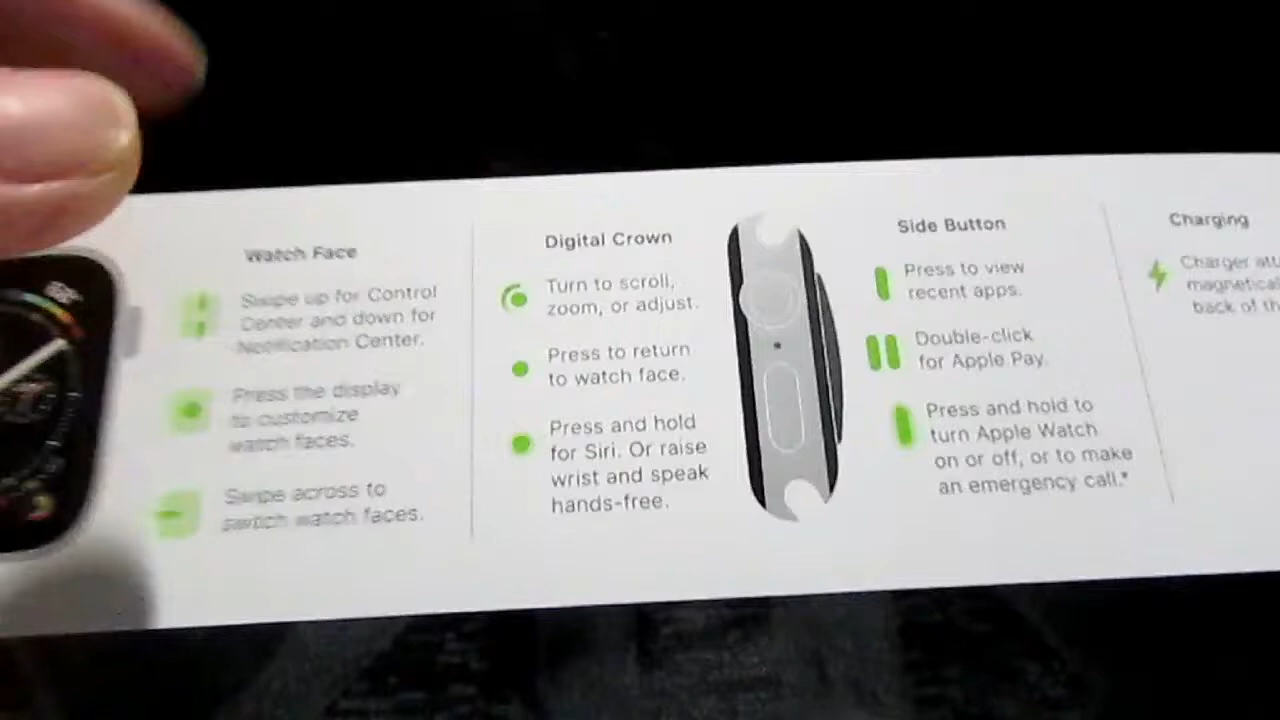 Watch Face
Swipe up for Control
Center and down for
Notification Center.
Press the display
to customize
watch faces.
Swipe across to
switch watch faces.
Digital Crown
Turn to scroll,
zoom, or adjust.
Press to return
to watch face.
Press and hold
for Siri. Or raise
wrist and speak
hands-free.
Side Button
Press to view
recent apps.
Double-click
for Apple Pay.
Press and hold to
turn Apple Watch
on or off, or to make
an emergency call.*
Charging
Charger
back of